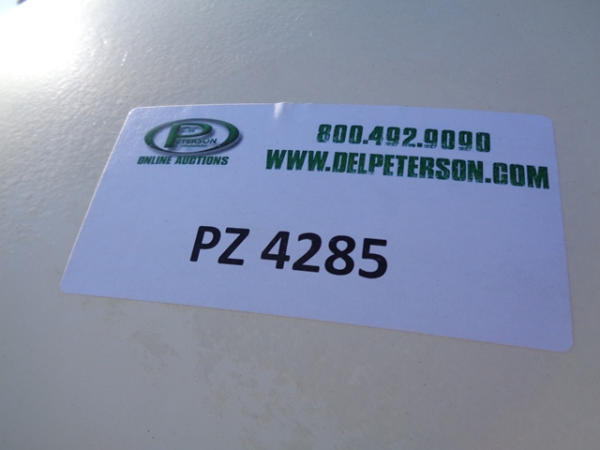 PETERSON
ONLINE AUCTIONS
800.492.9090
WWW.DELPETERSON.COM
PZ 4285